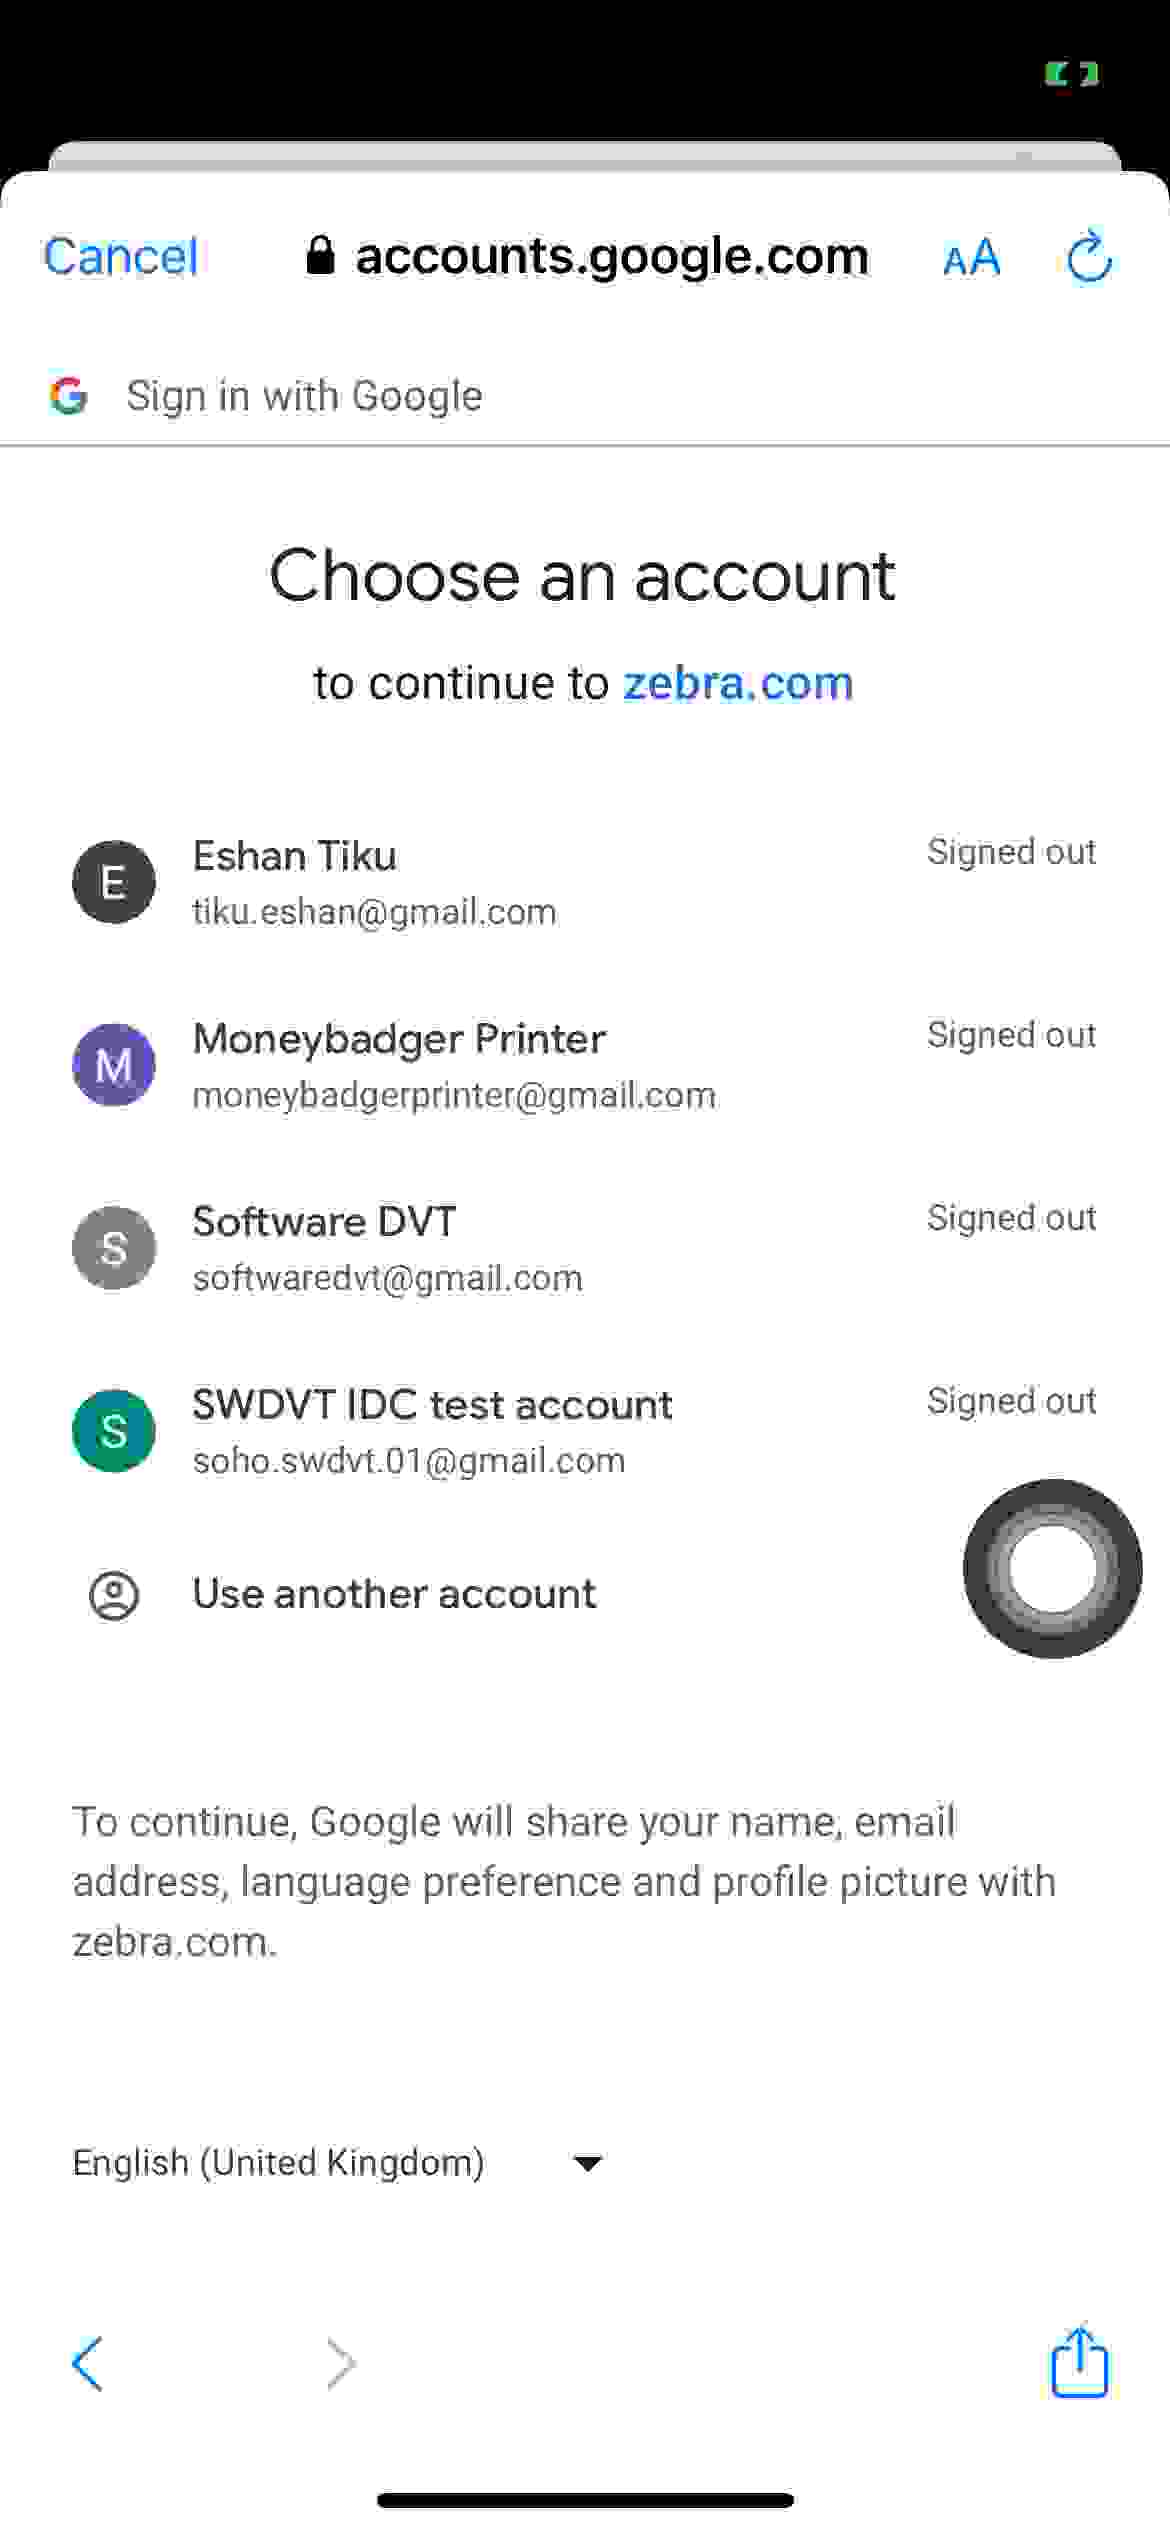 Cancel
accounts.google.com
AA
Sign in with Google
Choose an account
to continue to zebra.com
E
Eshan Tiku
Signed out
tiku.eshan@gmail.com
M
Moneybadger Printer
Signed out
moneybadgerprinter@gmail.com
S
Software DVT
Signed out
softwaredvt@gmail.com
S
SWDVT IDC test account
Signed out
soho.swdvt.01@gmail.com
Use another account
To continue, Google will share your name, email
address, language preference and profile picture with
zebra.com.
English (United Kingdom)